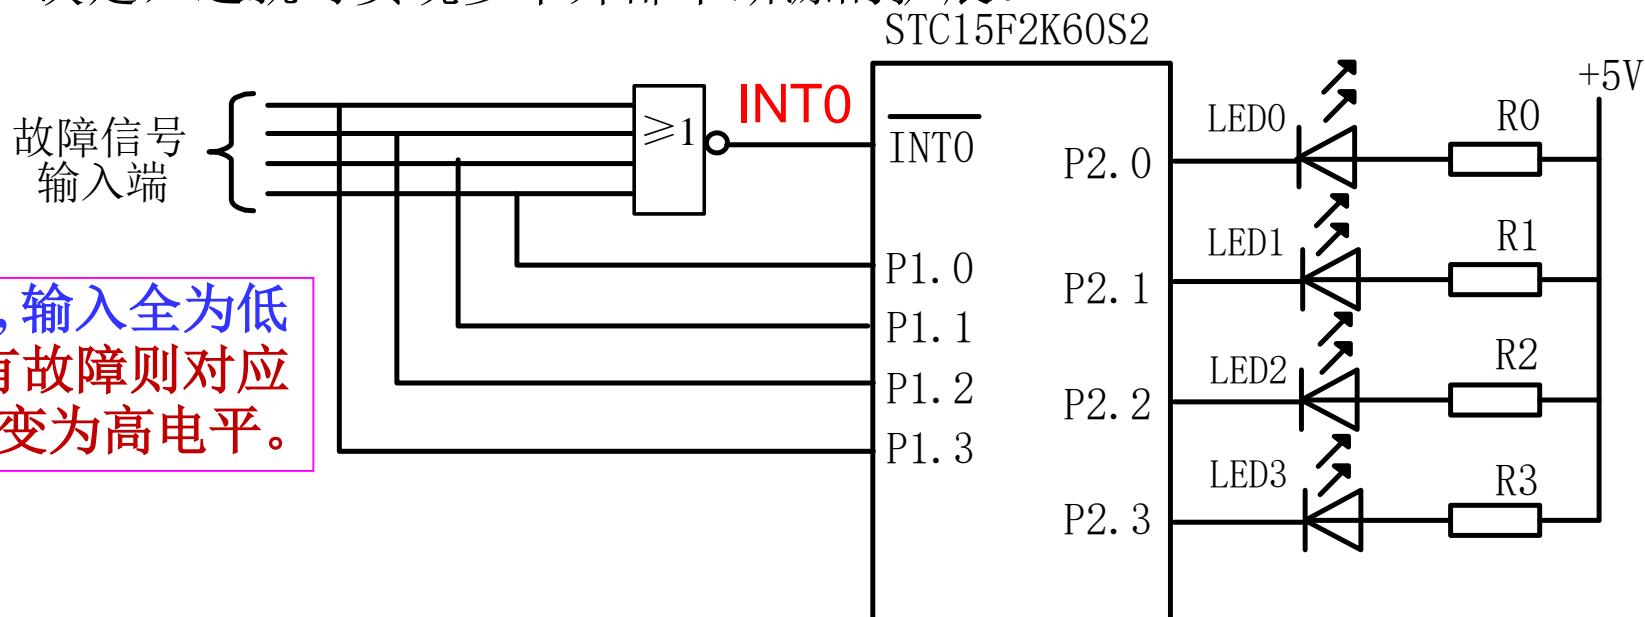 STC15F2K60S2
+5V
故障信号
输入端
≥1
INT0
INT0
P1.0
P1.1
P1.2
P1.3
P2.0
P2.1
P2.2
P2.3
LED0
R0
LED1
R1
LED2
R2
LED3
R3
,输入全为低
有故障则对应
变为高电平。